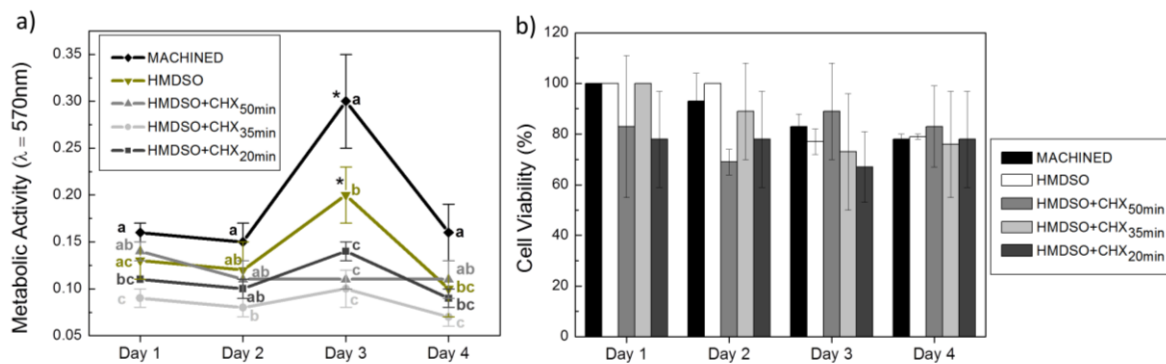 a)
Metabolic Activity (λ = 570nm)
0.35
0.30
0.25
0.20
0.15
0.10
0.05
MACHINED
HMDSO
HMDSO+CHX50min
HMDSO+CHX35min
HMDSO+CHX20min
a
ab
ac
bc
c
a
ab
ab
ab
b
* a
* b
c
c
c
a
ab
bc
bc
c
Day 1 Day 2 Day 3 Day 4
b)
Cell Viability (%)
120
100
80
60
40
20
0
Day 1 Day 2 Day 3 Day 4
MACHINED
HMDSO
HMDSO+CHX50min
HMDSO+CHX35min
HMDSO+CHX20min